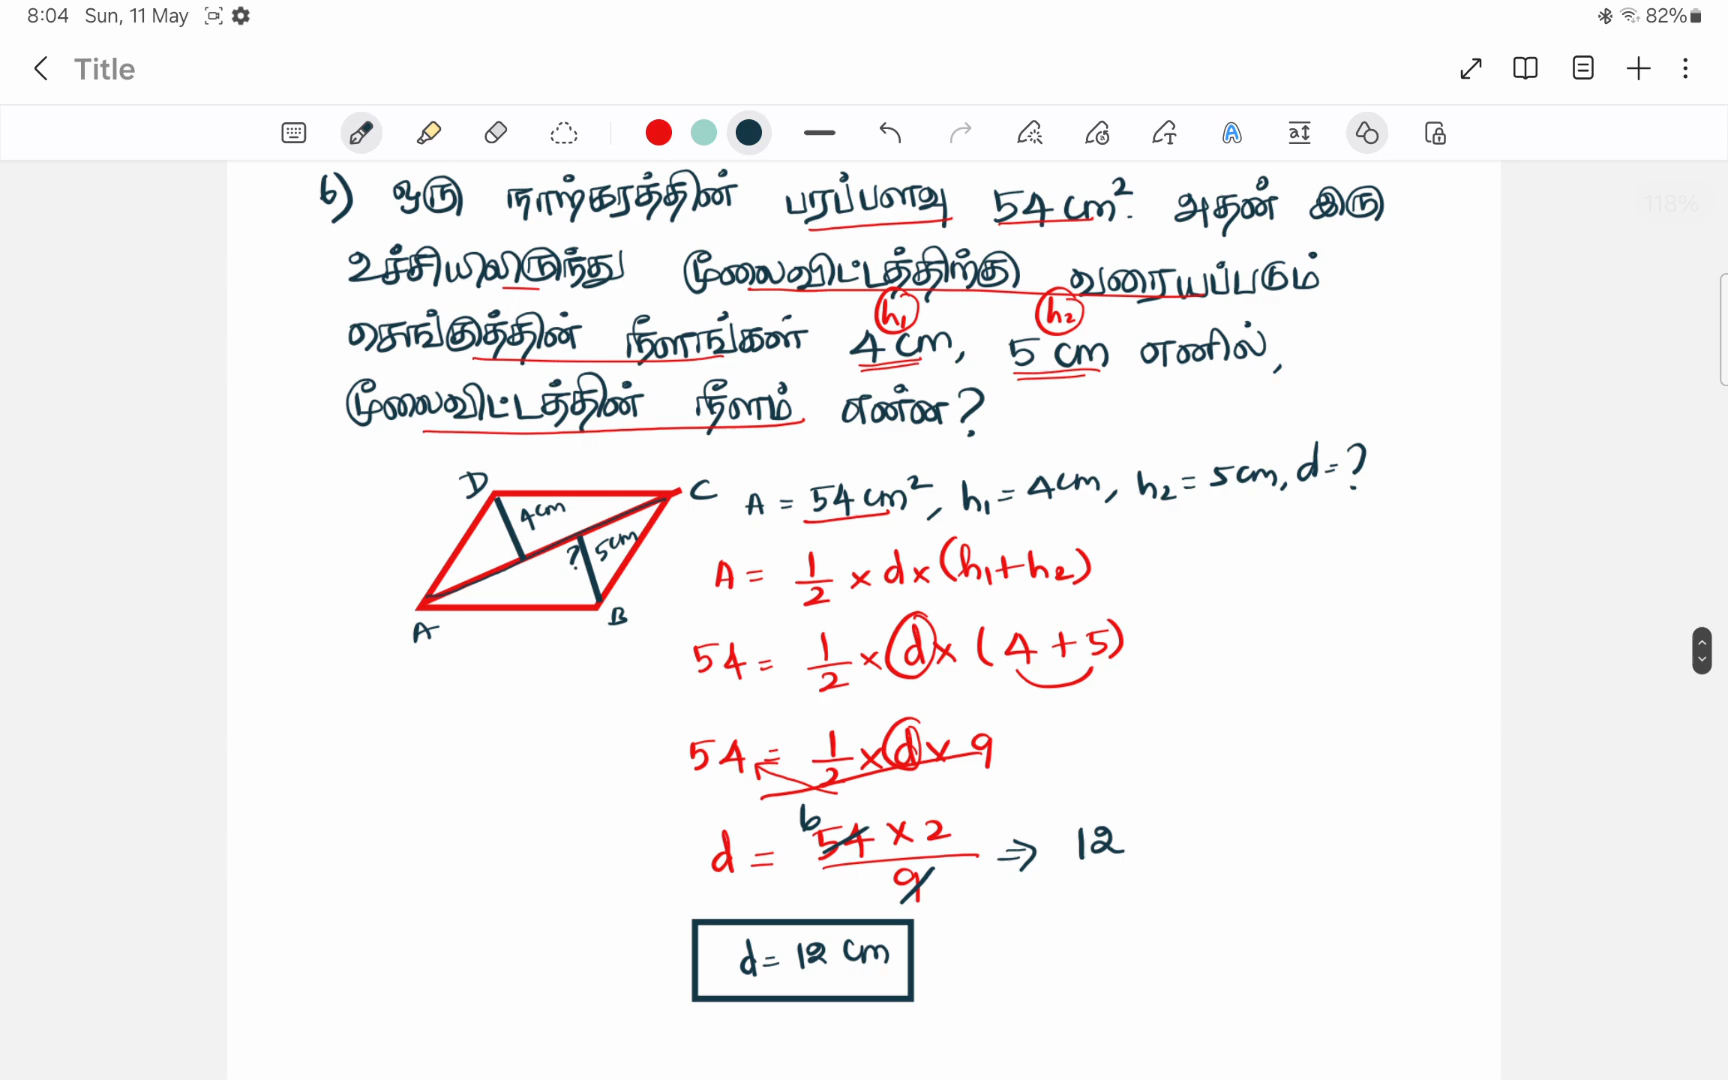 8:04 Sun, 11 May 82%
Title
118%
6) ஒரு நாற்கரத்தின் பரப்பளவு 54 cm². அதன் இரு
உச்சியிலிருந்து மூலைவிட்டத்திற்கு வரையப்படும்
h₁ h₂
செங்குத்தின் நீளங்கள் 4 cm, 5 cm எனில்,
மூலைவிட்டத்தின் நீளம் என்ன?
D C
4cm
? 5cm
A B
A = 54 cm², h₁ = 4cm, h₂ = 5cm, d = ?
A = 1/2 × d × (h₁+h₂)
54 = 1/2 × d × (4 + 5)
54 = 1/2 × d × 9
6
d = 54 × 2 / 9 ⇒ 12
d = 12 cm